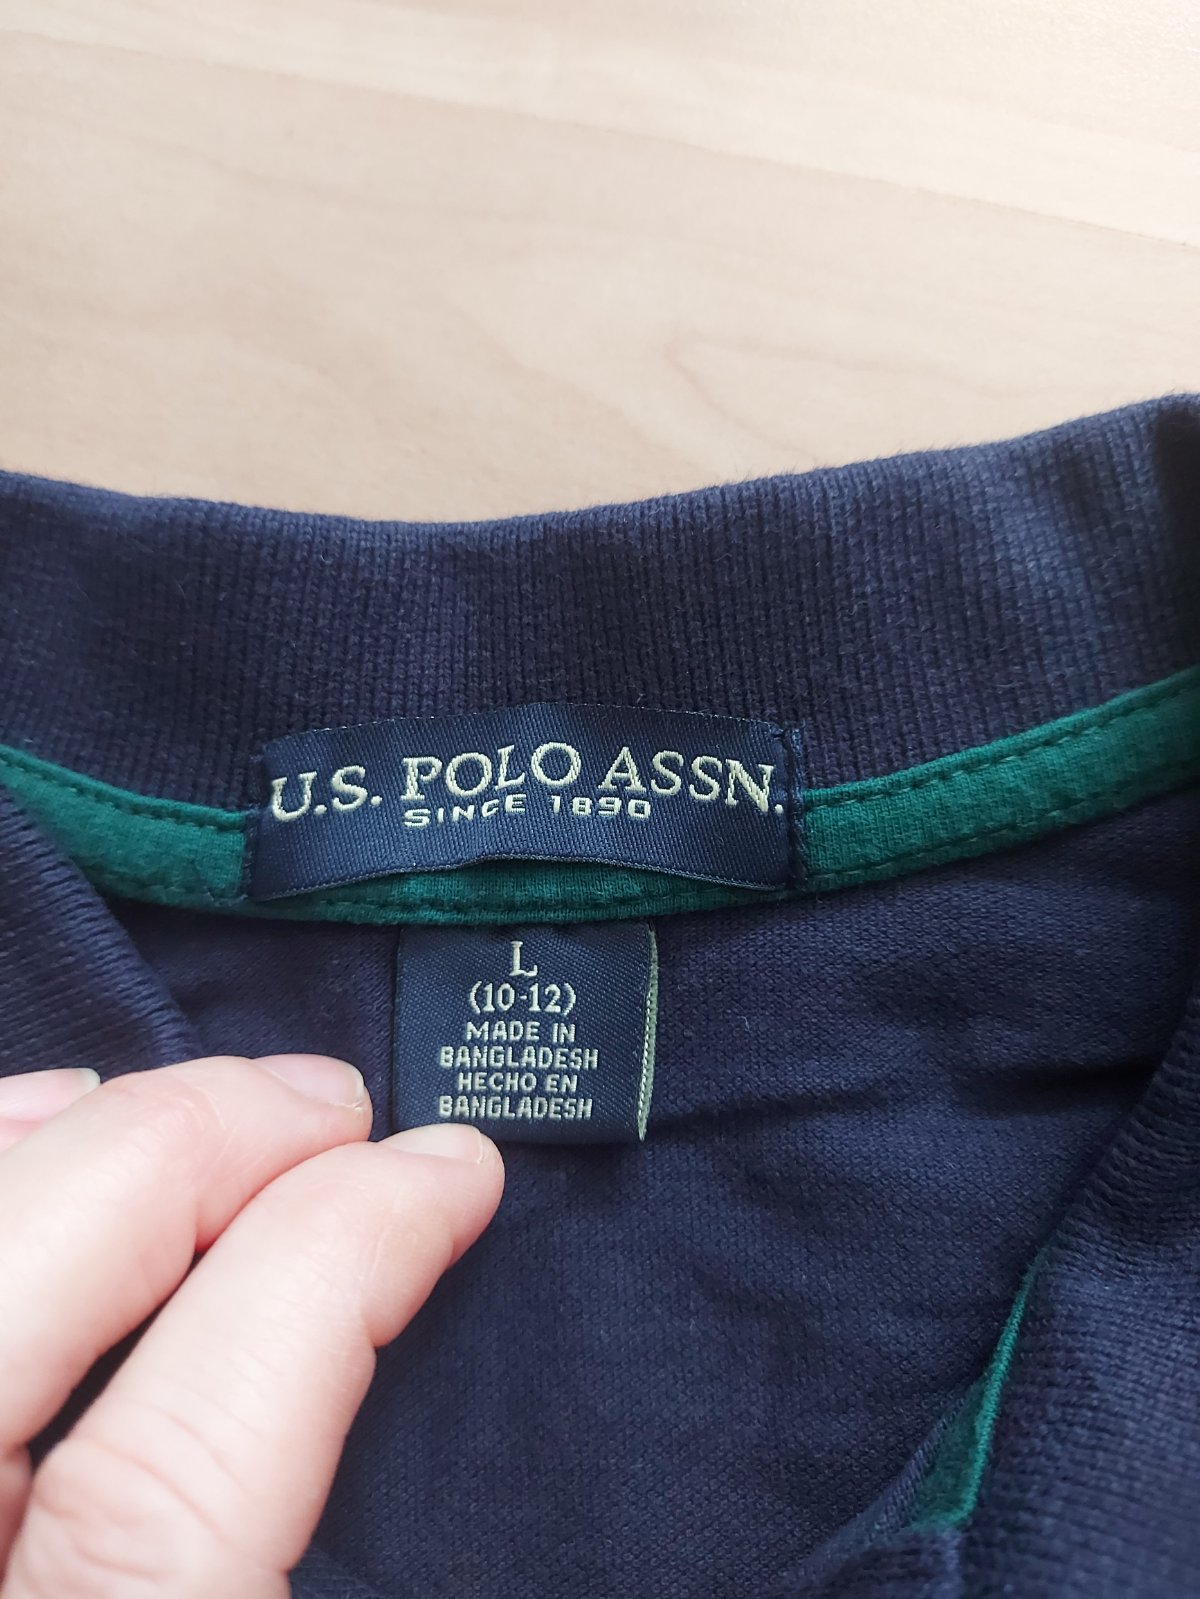 U.S. POLO ASSN.
SINCE 1890
L
(10-12)
MADE IN
BANGLADESH
HECHO EN
BANGLADESH